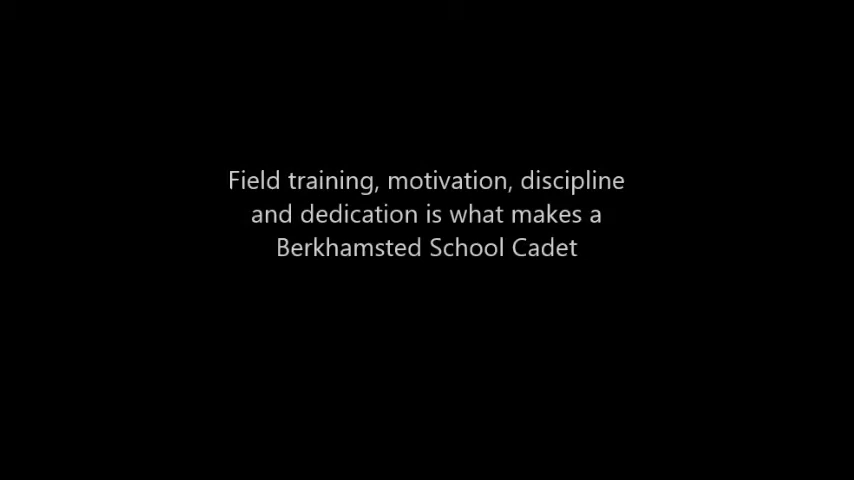 Field training, motivation, discipline
and dedication is what makes a
Berkhamsted School Cadet